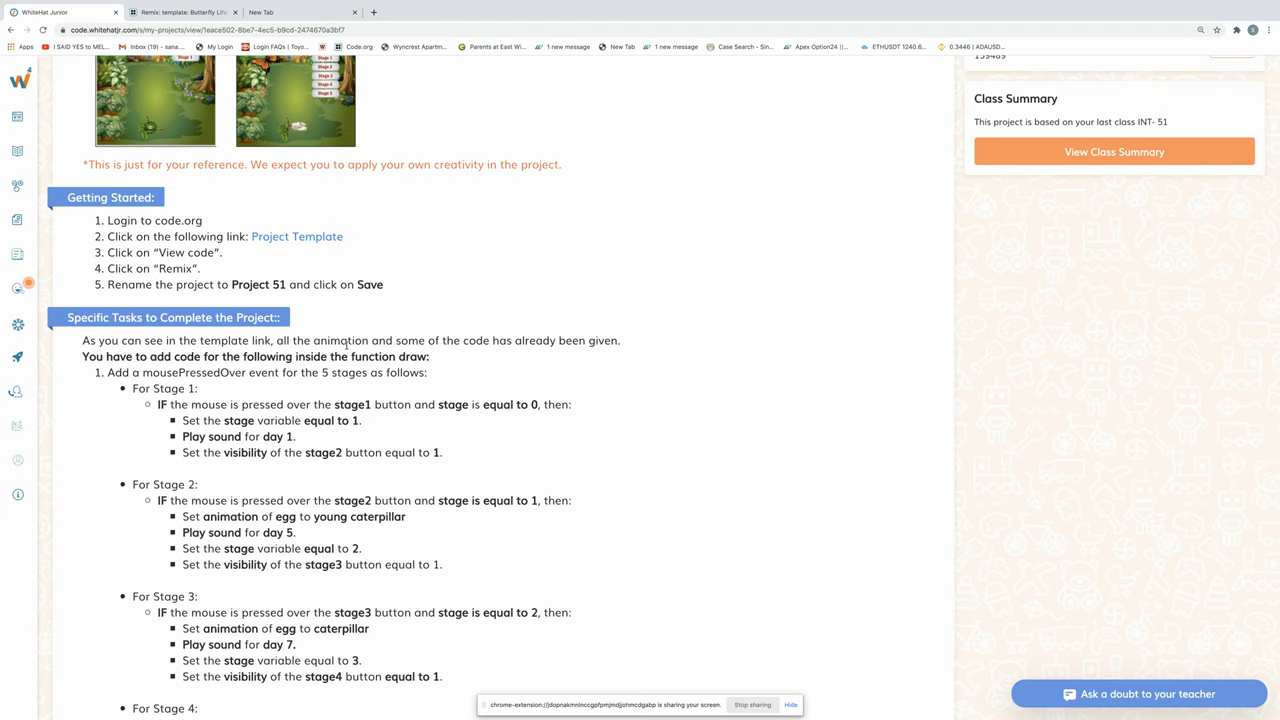 WhiteHat Junior
Remix: template: Butterfly Life
New Tab
code.whitehatjr.com/s/my-projects/view/1eace502-8be7-4ec5-b9cd-2474670a3bf7
Apps
I SAID YES to MEL...
Inbox (19) - sana....
My Login
Login FAQs | Toyo...
Code.org
Wyncrest Apartm...
Parents at East Wi...
1 new message
New Tab
1 new message
Case Search - Sin...
Apex Option24 ||...
ETHUSDT 1240.6...
0.3446 | ADAUSD...
Stage 1
Stage 1
Stage 2
Stage 3
Stage 4
Stage 5
*This is just for your reference. We expect you to apply your own creativity in the project.
Getting Started:
1. Login to code.org
2. Click on the following link: Project Template
3. Click on “View code”.
4. Click on “Remix”.
5. Rename the project to Project 51 and click on Save
Specific Tasks to Complete the Project::
As you can see in the template link, all the animation and some of the code has already been given.
You have to add code for the following inside the function draw:
1. Add a mousePressedOver event for the 5 stages as follows:
For Stage 1:
IF the mouse is pressed over the stage1 button and stage is equal to 0, then:
Set the stage variable equal to 1.
Play sound for day 1.
Set the visibility of the stage2 button equal to 1.
For Stage 2:
IF the mouse is pressed over the stage2 button and stage is equal to 1, then:
Set animation of egg to young caterpillar
Play sound for day 5.
Set the stage variable equal to 2.
Set the visibility of the stage3 button equal to 1.
For Stage 3:
IF the mouse is pressed over the stage3 button and stage is equal to 2, then:
Set animation of egg to caterpillar
Play sound for day 7.
Set the stage variable equal to 3.
Set the visibility of the stage4 button equal to 1.
For Stage 4:
Class Summary
This project is based on your last class INT- 51
View Class Summary
chrome-extension://jdopnakmninccgpfpmjmdjjohmcdgabp is sharing your screen.
Stop sharing
Hide
Ask a doubt to your teacher